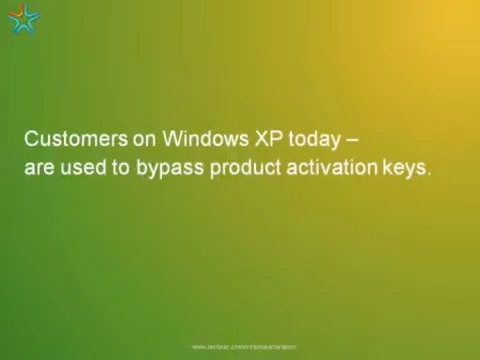 Customers on Windows XP today –
are used to bypass product activation keys.